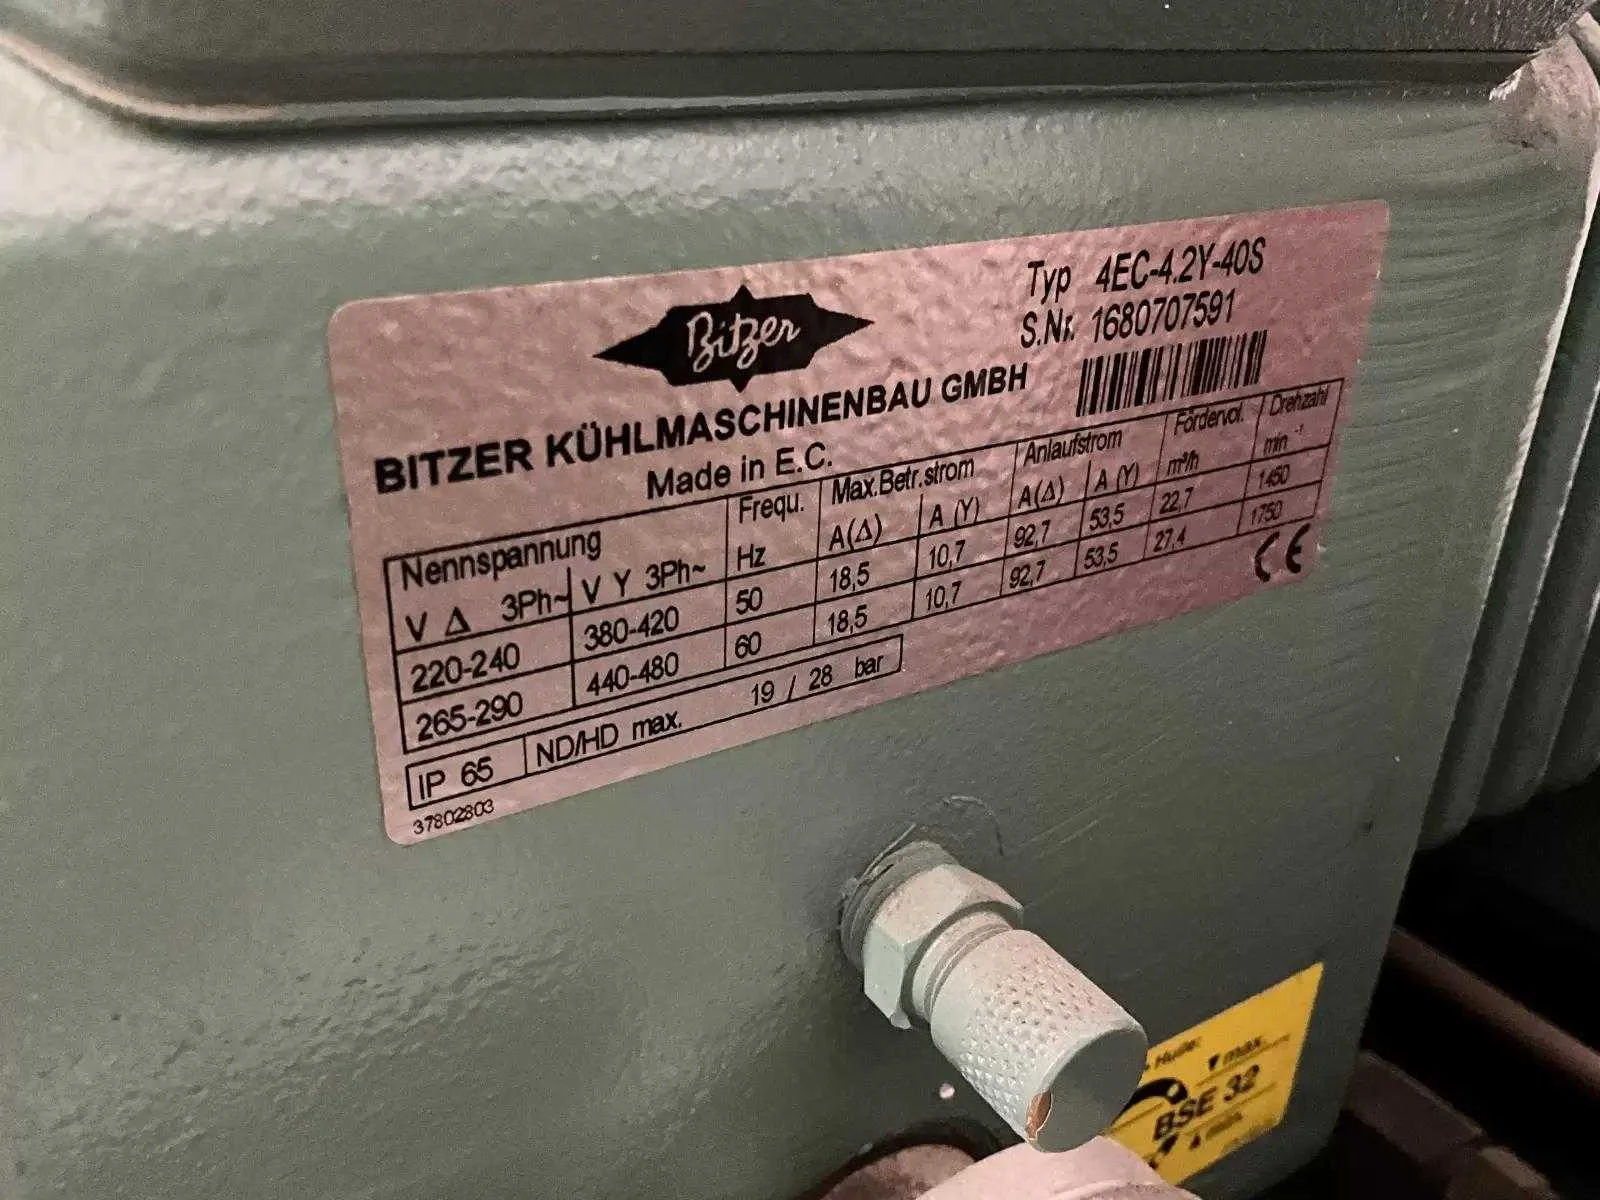 Bitzer
Typ 4EC-4.2Y-40S
S.Nr. 1680707591
BITZER KÜHLMASCHINENBAU GMBH
Made in E.C.
Nennspannung Frequ. Max.Betr.strom Anlaufstrom Fördervol. Drehzahl
V Δ 3Ph~ V Y 3Ph~ Hz A(Δ) A (Y) A(Δ) A (Y) m³/h min⁻¹
220-240 380-420 50 18,5 10,7 92,7 53,5 22,7 1450
265-290 440-480 60 18,5 10,7 92,7 53,5 27,4 1750
IP 65 ND/HD max. 19 / 28 bar
CE
37802803
Huile:
▼ max.
BSE 32
▲ min.